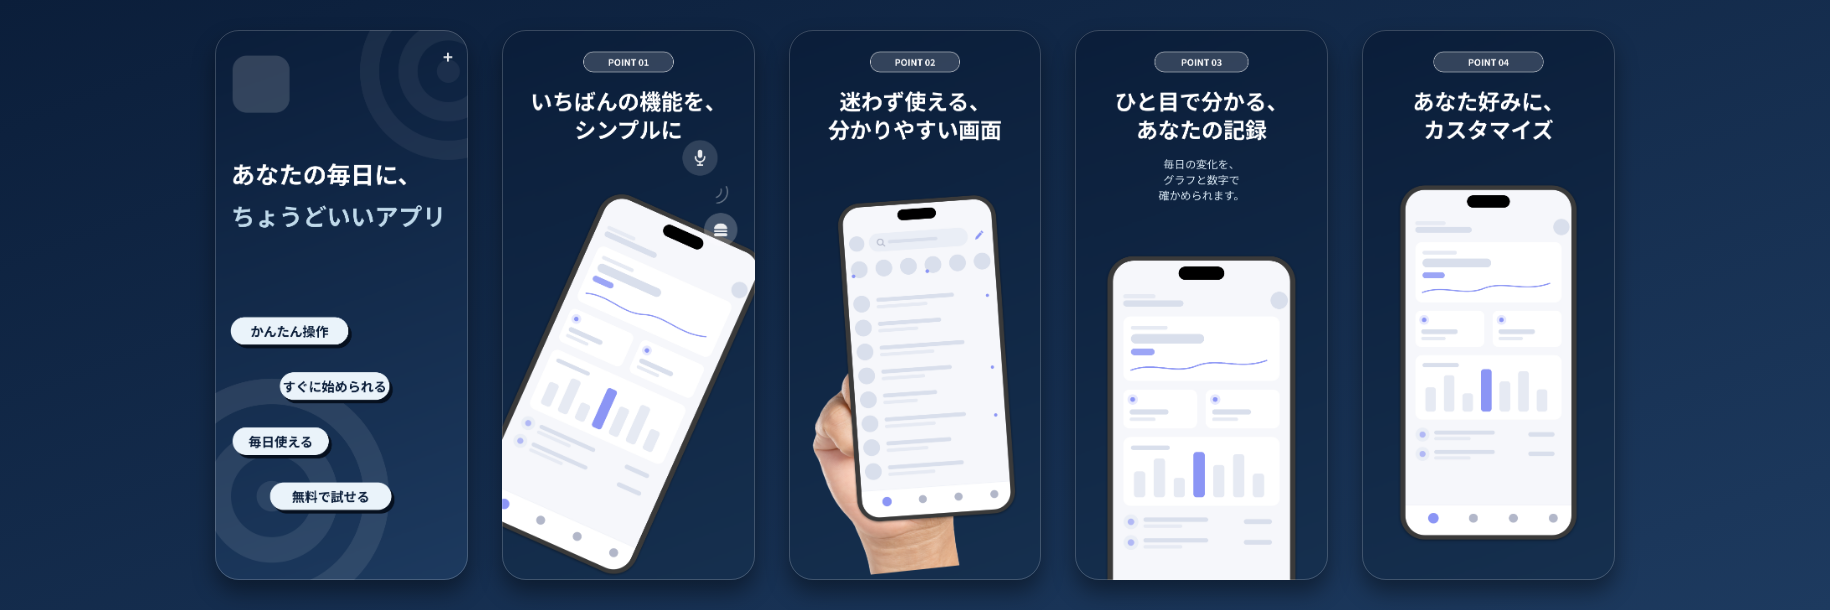 あなたの毎日に、
ちょうどいいアプリ
かんたん操作
すぐに始められる
毎日使える
無料で試せる
POINT 01
いちばんの機能を、
シンプルに
POINT 02
迷わず使える、
分かりやすい画面
POINT 03
ひと目で分かる、
あなたの記録
毎日の変化を、
グラフと数字で
確かめられます。
POINT 04
あなた好みに、
カスタマイズ